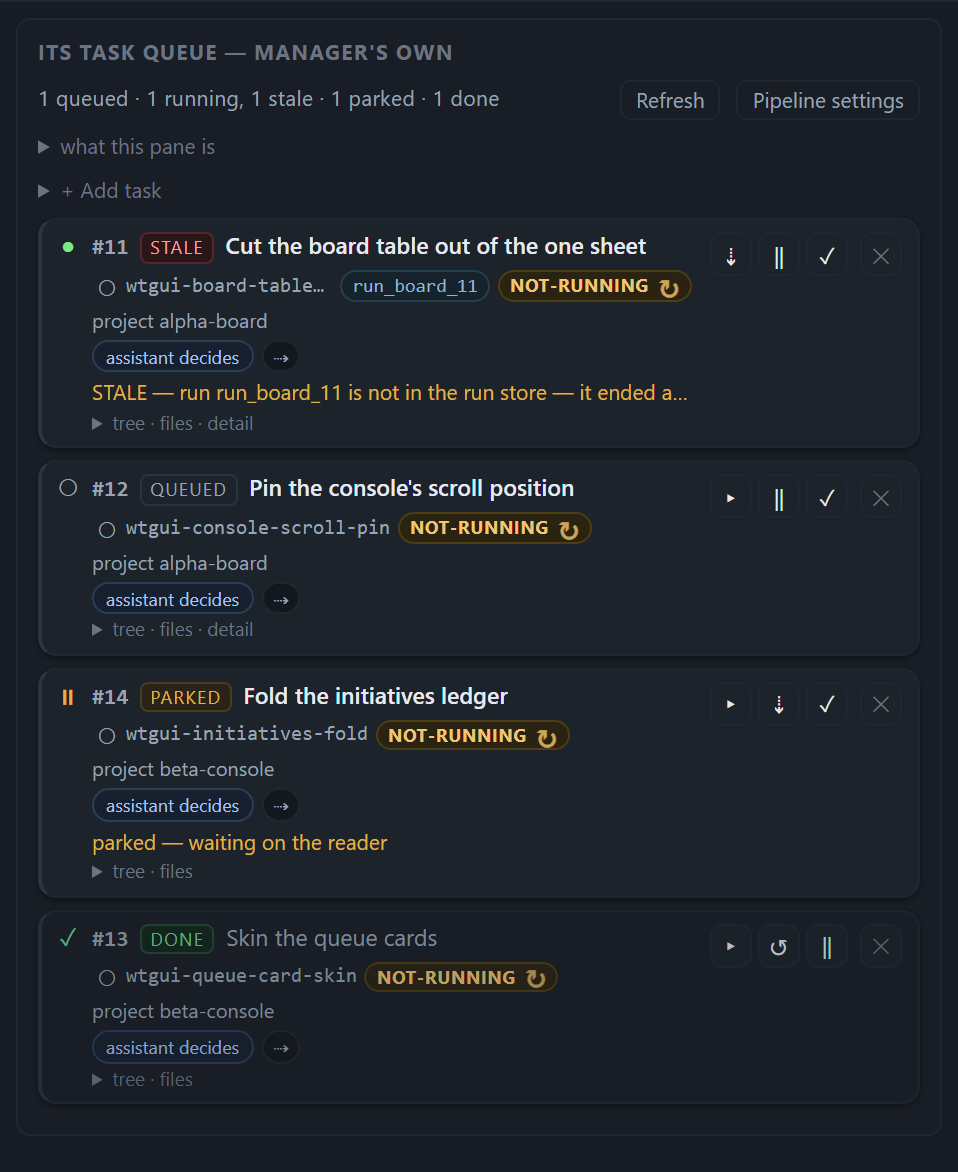 ITS TASK QUEUE — MANAGER'S OWN
1 queued · 1 running, 1 stale · 1 parked · 1 done
Refresh
Pipeline settings
what this pane is
+ Add task
#11 STALE Cut the board table out of the one sheet
wtgui-board-table… run_board_11 NOT-RUNNING
project alpha-board
assistant decides
STALE — run run_board_11 is not in the run store — it ended a…
tree · files · detail
#12 QUEUED Pin the console's scroll position
wtgui-console-scroll-pin NOT-RUNNING
project alpha-board
assistant decides
tree · files · detail
#14 PARKED Fold the initiatives ledger
wtgui-initiatives-fold NOT-RUNNING
project beta-console
assistant decides
parked — waiting on the reader
tree · files
#13 DONE Skin the queue cards
wtgui-queue-card-skin NOT-RUNNING
project beta-console
assistant decides
tree · files